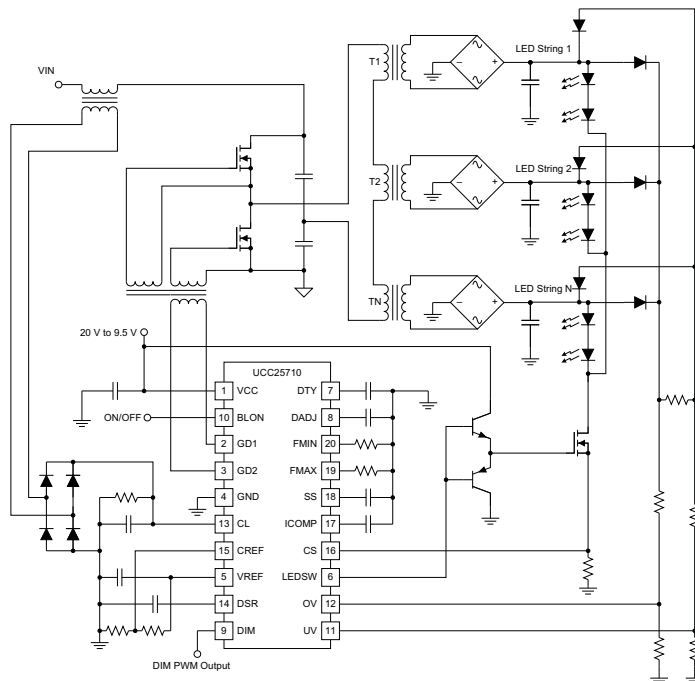 T1
LED String 1
VIN
T2
LED String 2
TN
LED String N
20 V to 9.5 V
UCC25710
1 VCC DTY 7
ON/OFF 10 BLON DADJ 8
2 GD1 FMIN 20
3 GD2 FMAX 19
4 GND SS 18
13 CL ICOMP 17
15 CREF CS 16
5 VREF LEDSW 6
14 DSR OV 12
9 DIM UV 11
DIM PWM Output